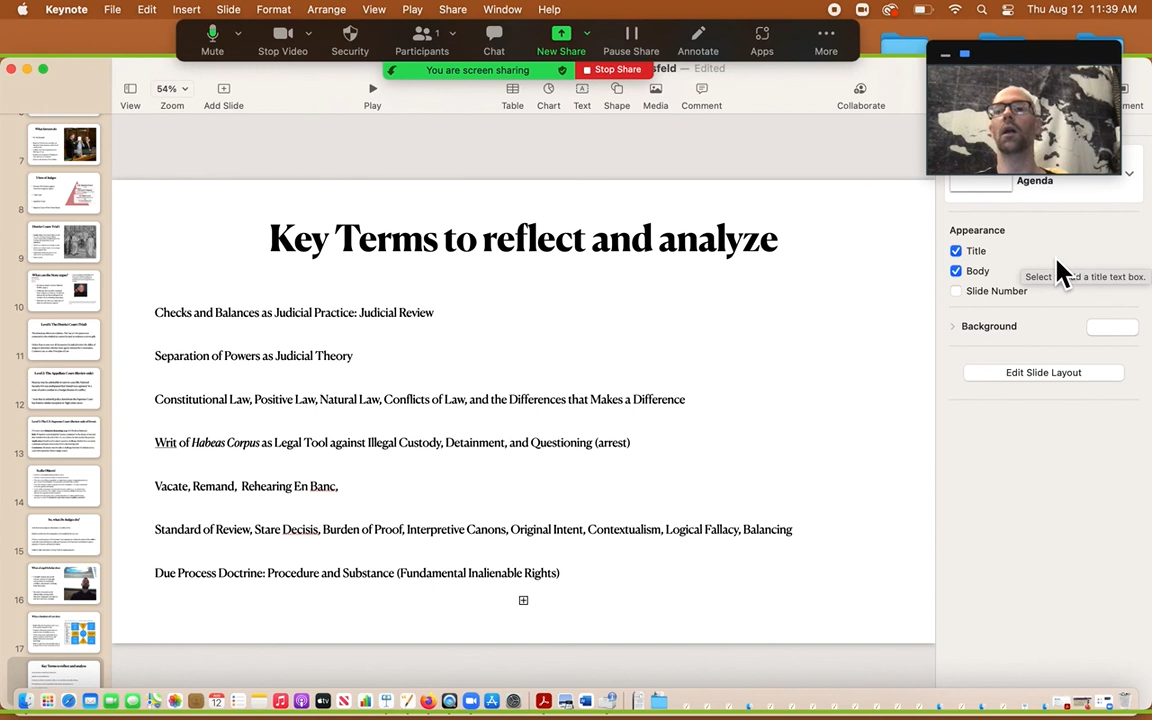 Keynote File Edit Insert Slide Format Arrange View Play Share Window Help Thu Aug 12 11:39 AM
Mute Stop Video Security Participants 1 Chat New Share Pause Share Annotate Apps More
You are screen sharing Stop Share sfeld — Edited
54%
View Zoom Add Slide Play Table Chart Text Shape Media Comment Collaborate ment
Agenda
Appearance
Title
Body
Select
d a title text box.
Slide Number
Background
Edit Slide Layout
7
8
9
10
11
12
13
14
15
16
17
Key Terms to reflect and analyze
Checks and Balances as Judicial Practice: Judicial Review
Separation of Powers as Judicial Theory
Constitutional Law, Positive Law, Natural Law, Conflicts of Law, and the Differences that Makes a Difference
Writ of Habeas Corpus as Legal Tool against Illegal Custody, Detainment, and Questioning (arrest)
Vacate, Remand, Rehearing En Banc,
Standard of Review, Stare Decisis, Burden of Proof, Interpretive Canons, Original Intent, Contextualism, Logical Fallacy, Balancing
Due Process Doctrine: Procedure and Substance (Fundamental Inalienable Rights)